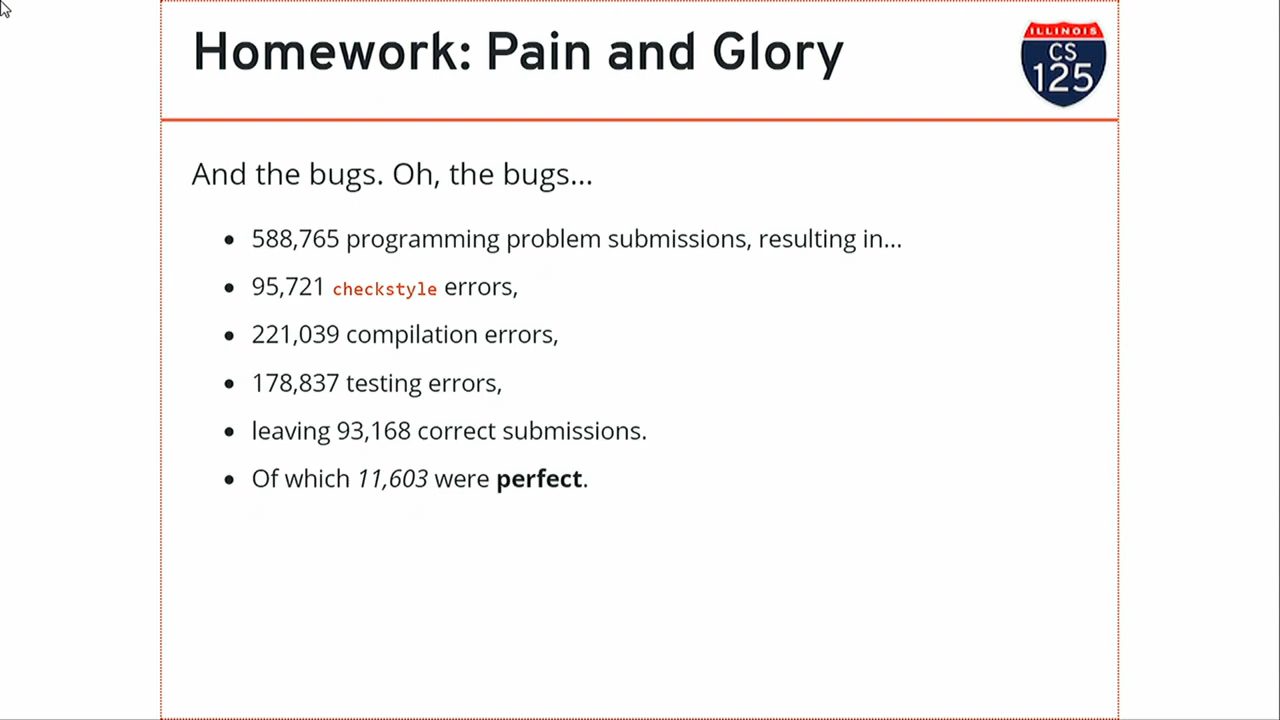 Homework: Pain and Glory
ILLINOIS
CS
125
And the bugs. Oh, the bugs...
• 588,765 programming problem submissions, resulting in...
• 95,721 checkstyle errors,
• 221,039 compilation errors,
• 178,837 testing errors,
• leaving 93,168 correct submissions.
• Of which 11,603 were perfect.